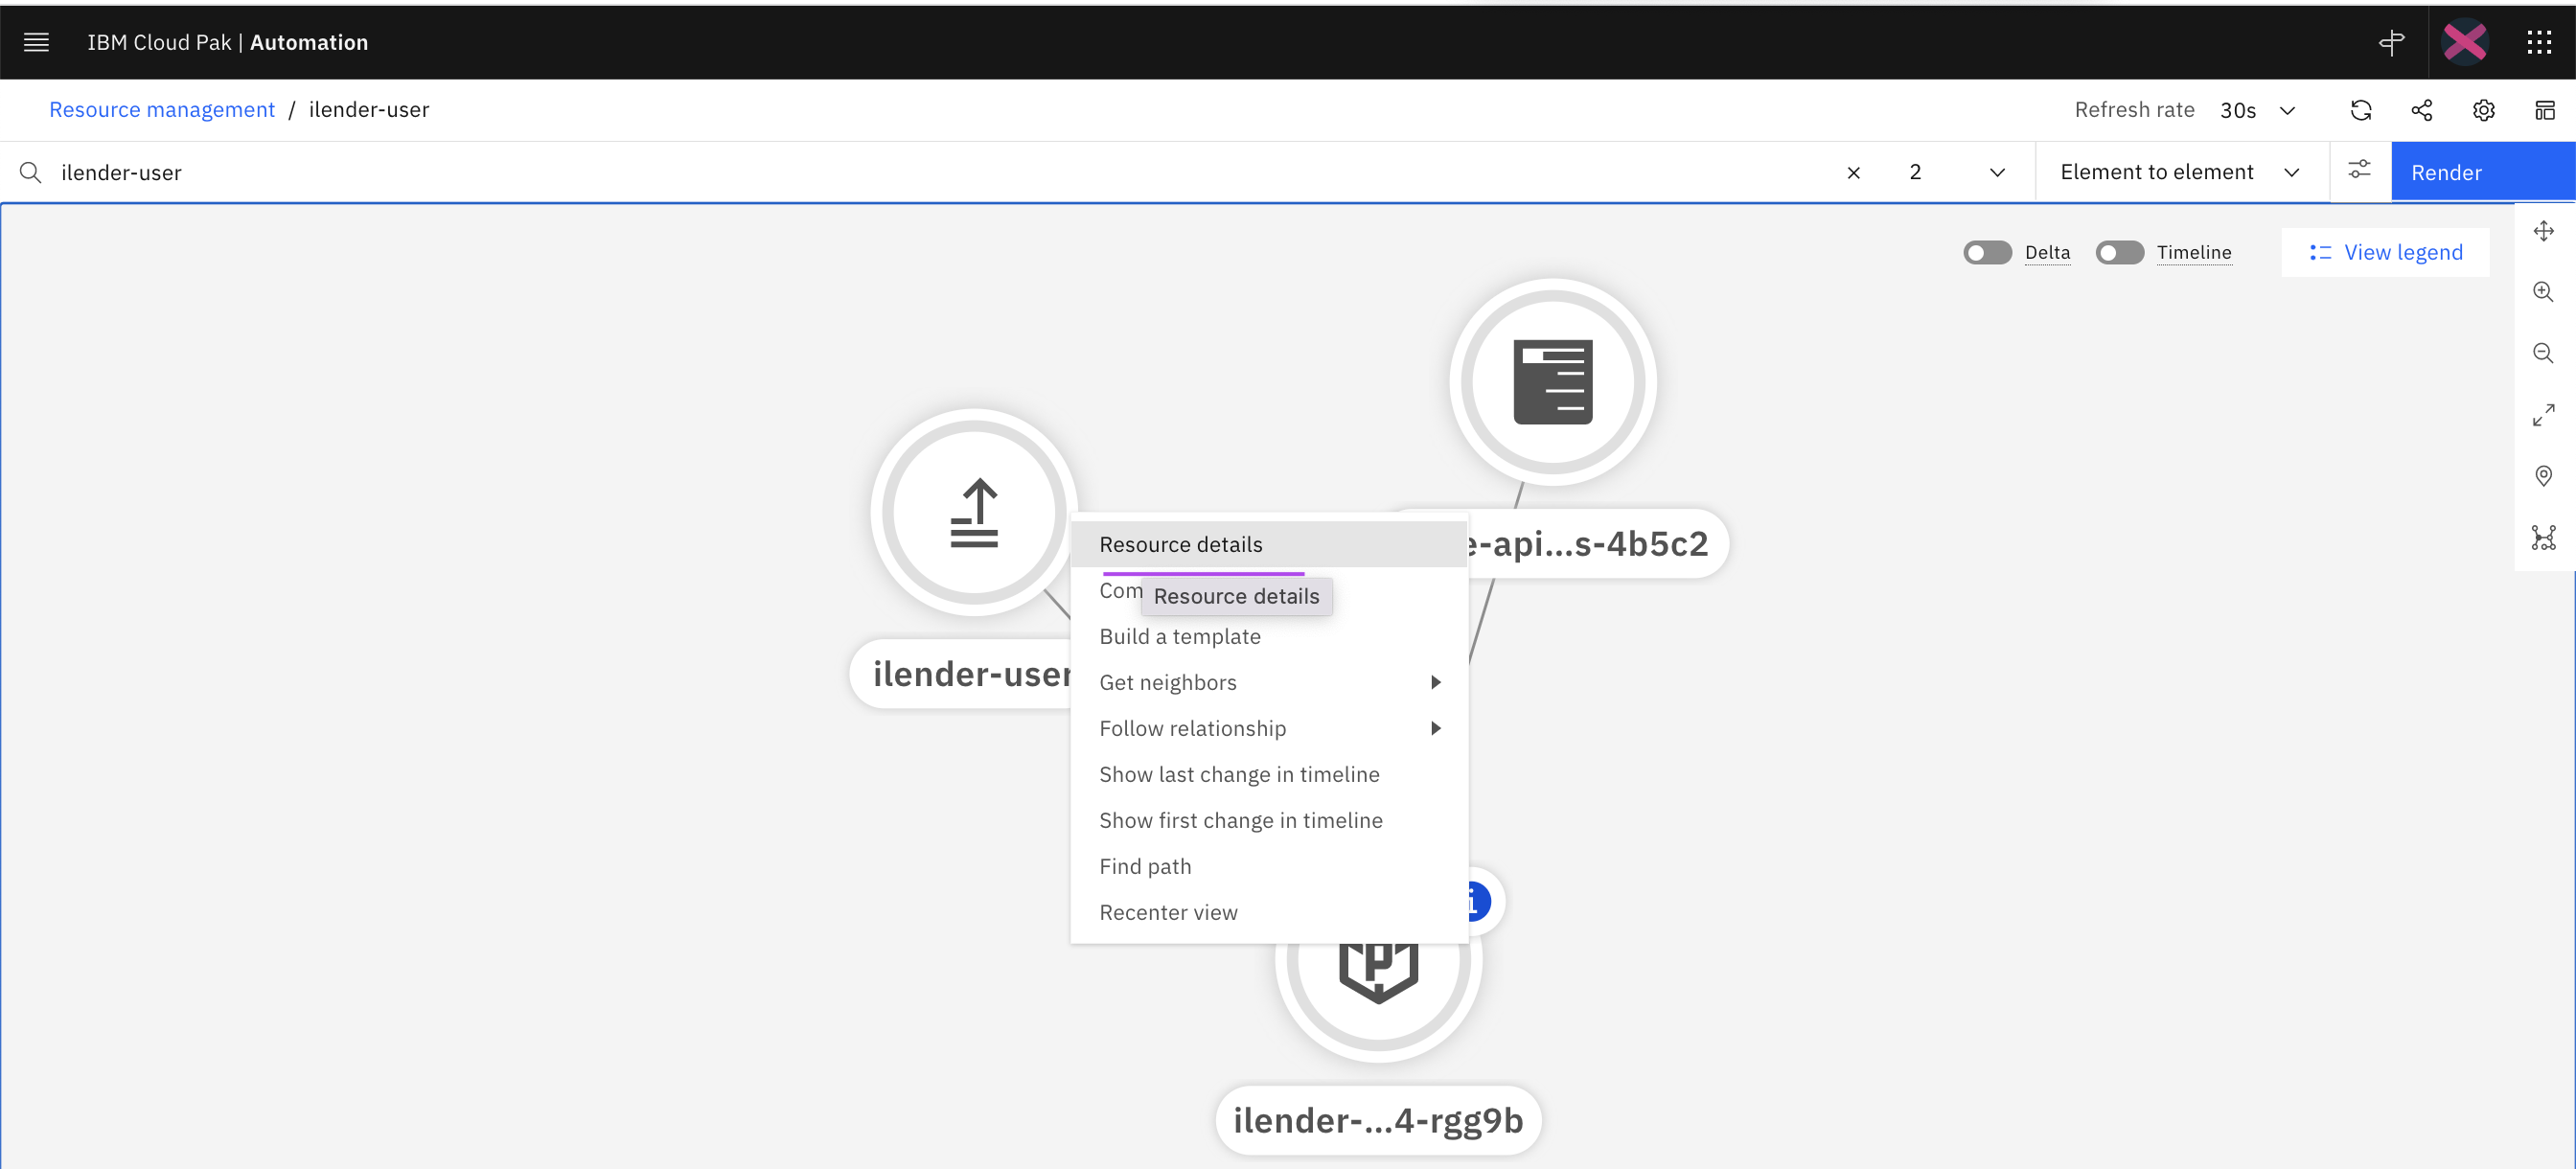 IBM Cloud Pak | Automation
Resource management / ilender-user
Refresh rate 30s
ilender-user
2
Element to element
Render
Delta
Timeline
View legend
e-api...s-4b5c2
Resource details
Com
Resource details
Build a template
ilender-user
Get neighbors
Follow relationship
Show last change in timeline
Show first change in timeline
Find path
Recenter view
ilender-...4-rgg9b